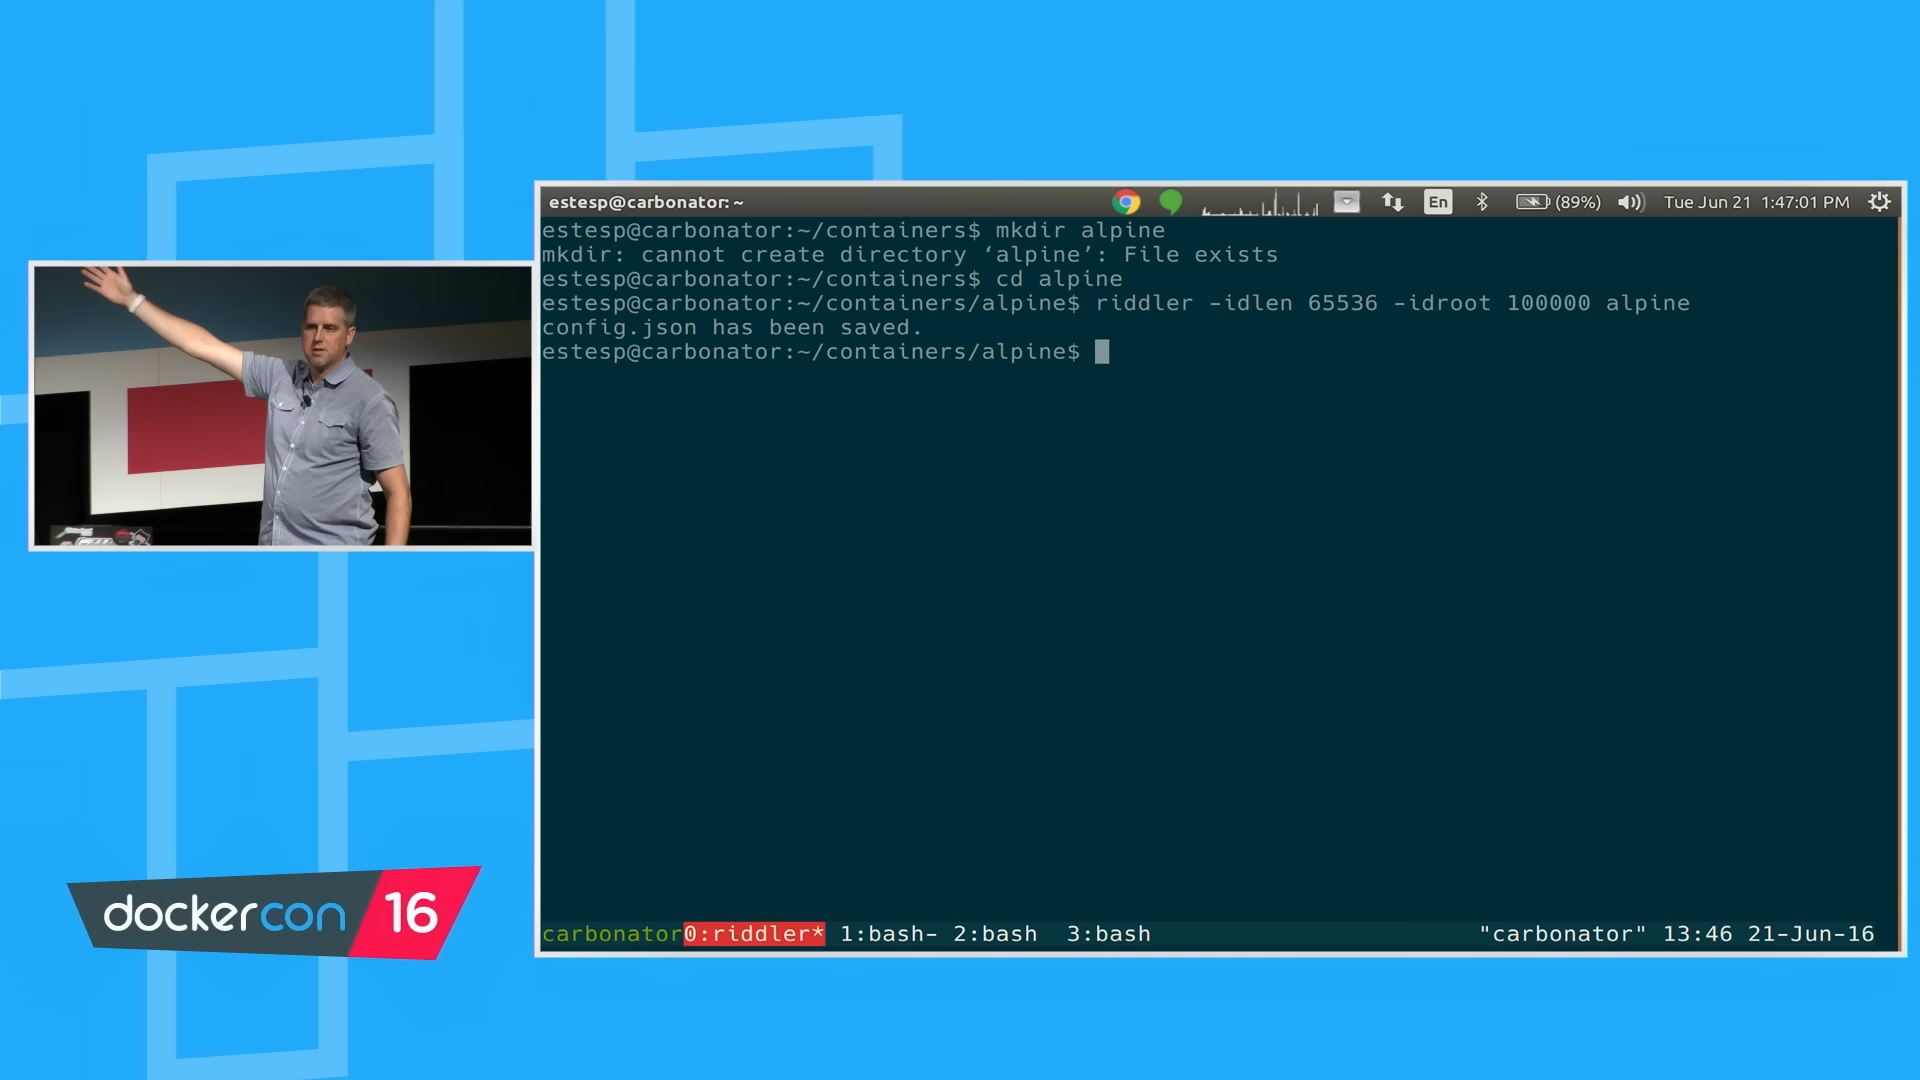 estesp@carbonator: ~
En
(89%)
Tue Jun 21 1:47:01 PM
estesp@carbonator:~/containers$ mkdir alpine
mkdir: cannot create directory ‘alpine’: File exists
estesp@carbonator:~/containers$ cd alpine
estesp@carbonator:~/containers/alpine$ riddler -idlen 65536 -idroot 100000 alpine
config.json has been saved.
estesp@carbonator:~/containers/alpine$
carbonator0:riddler* 1:bash- 2:bash 3:bash "carbonator" 13:46 21-Jun-16
dockercon 16